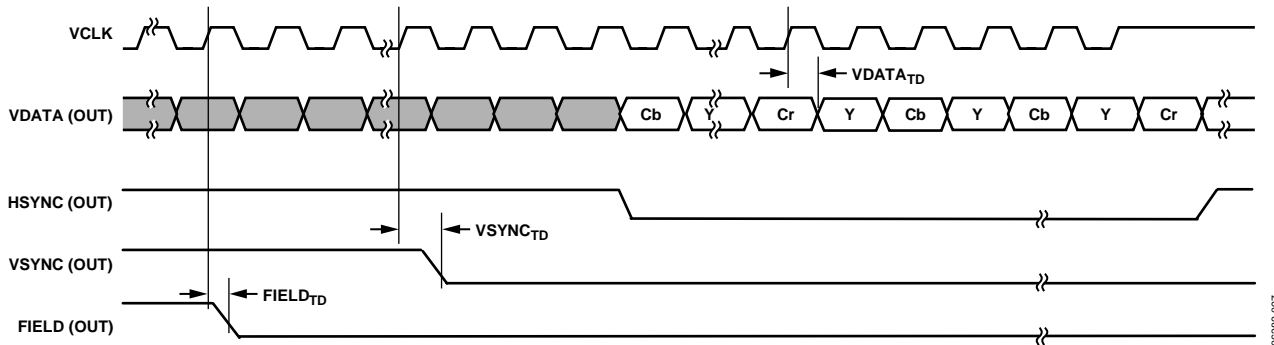 VCLK
VDATA_TD
VDATA (OUT)
Cb Y Cr Y Cb Y Cb Y Cr
HSYNC (OUT)
VSYNC_TD
VSYNC (OUT)
FIELD_TD
FIELD (OUT)